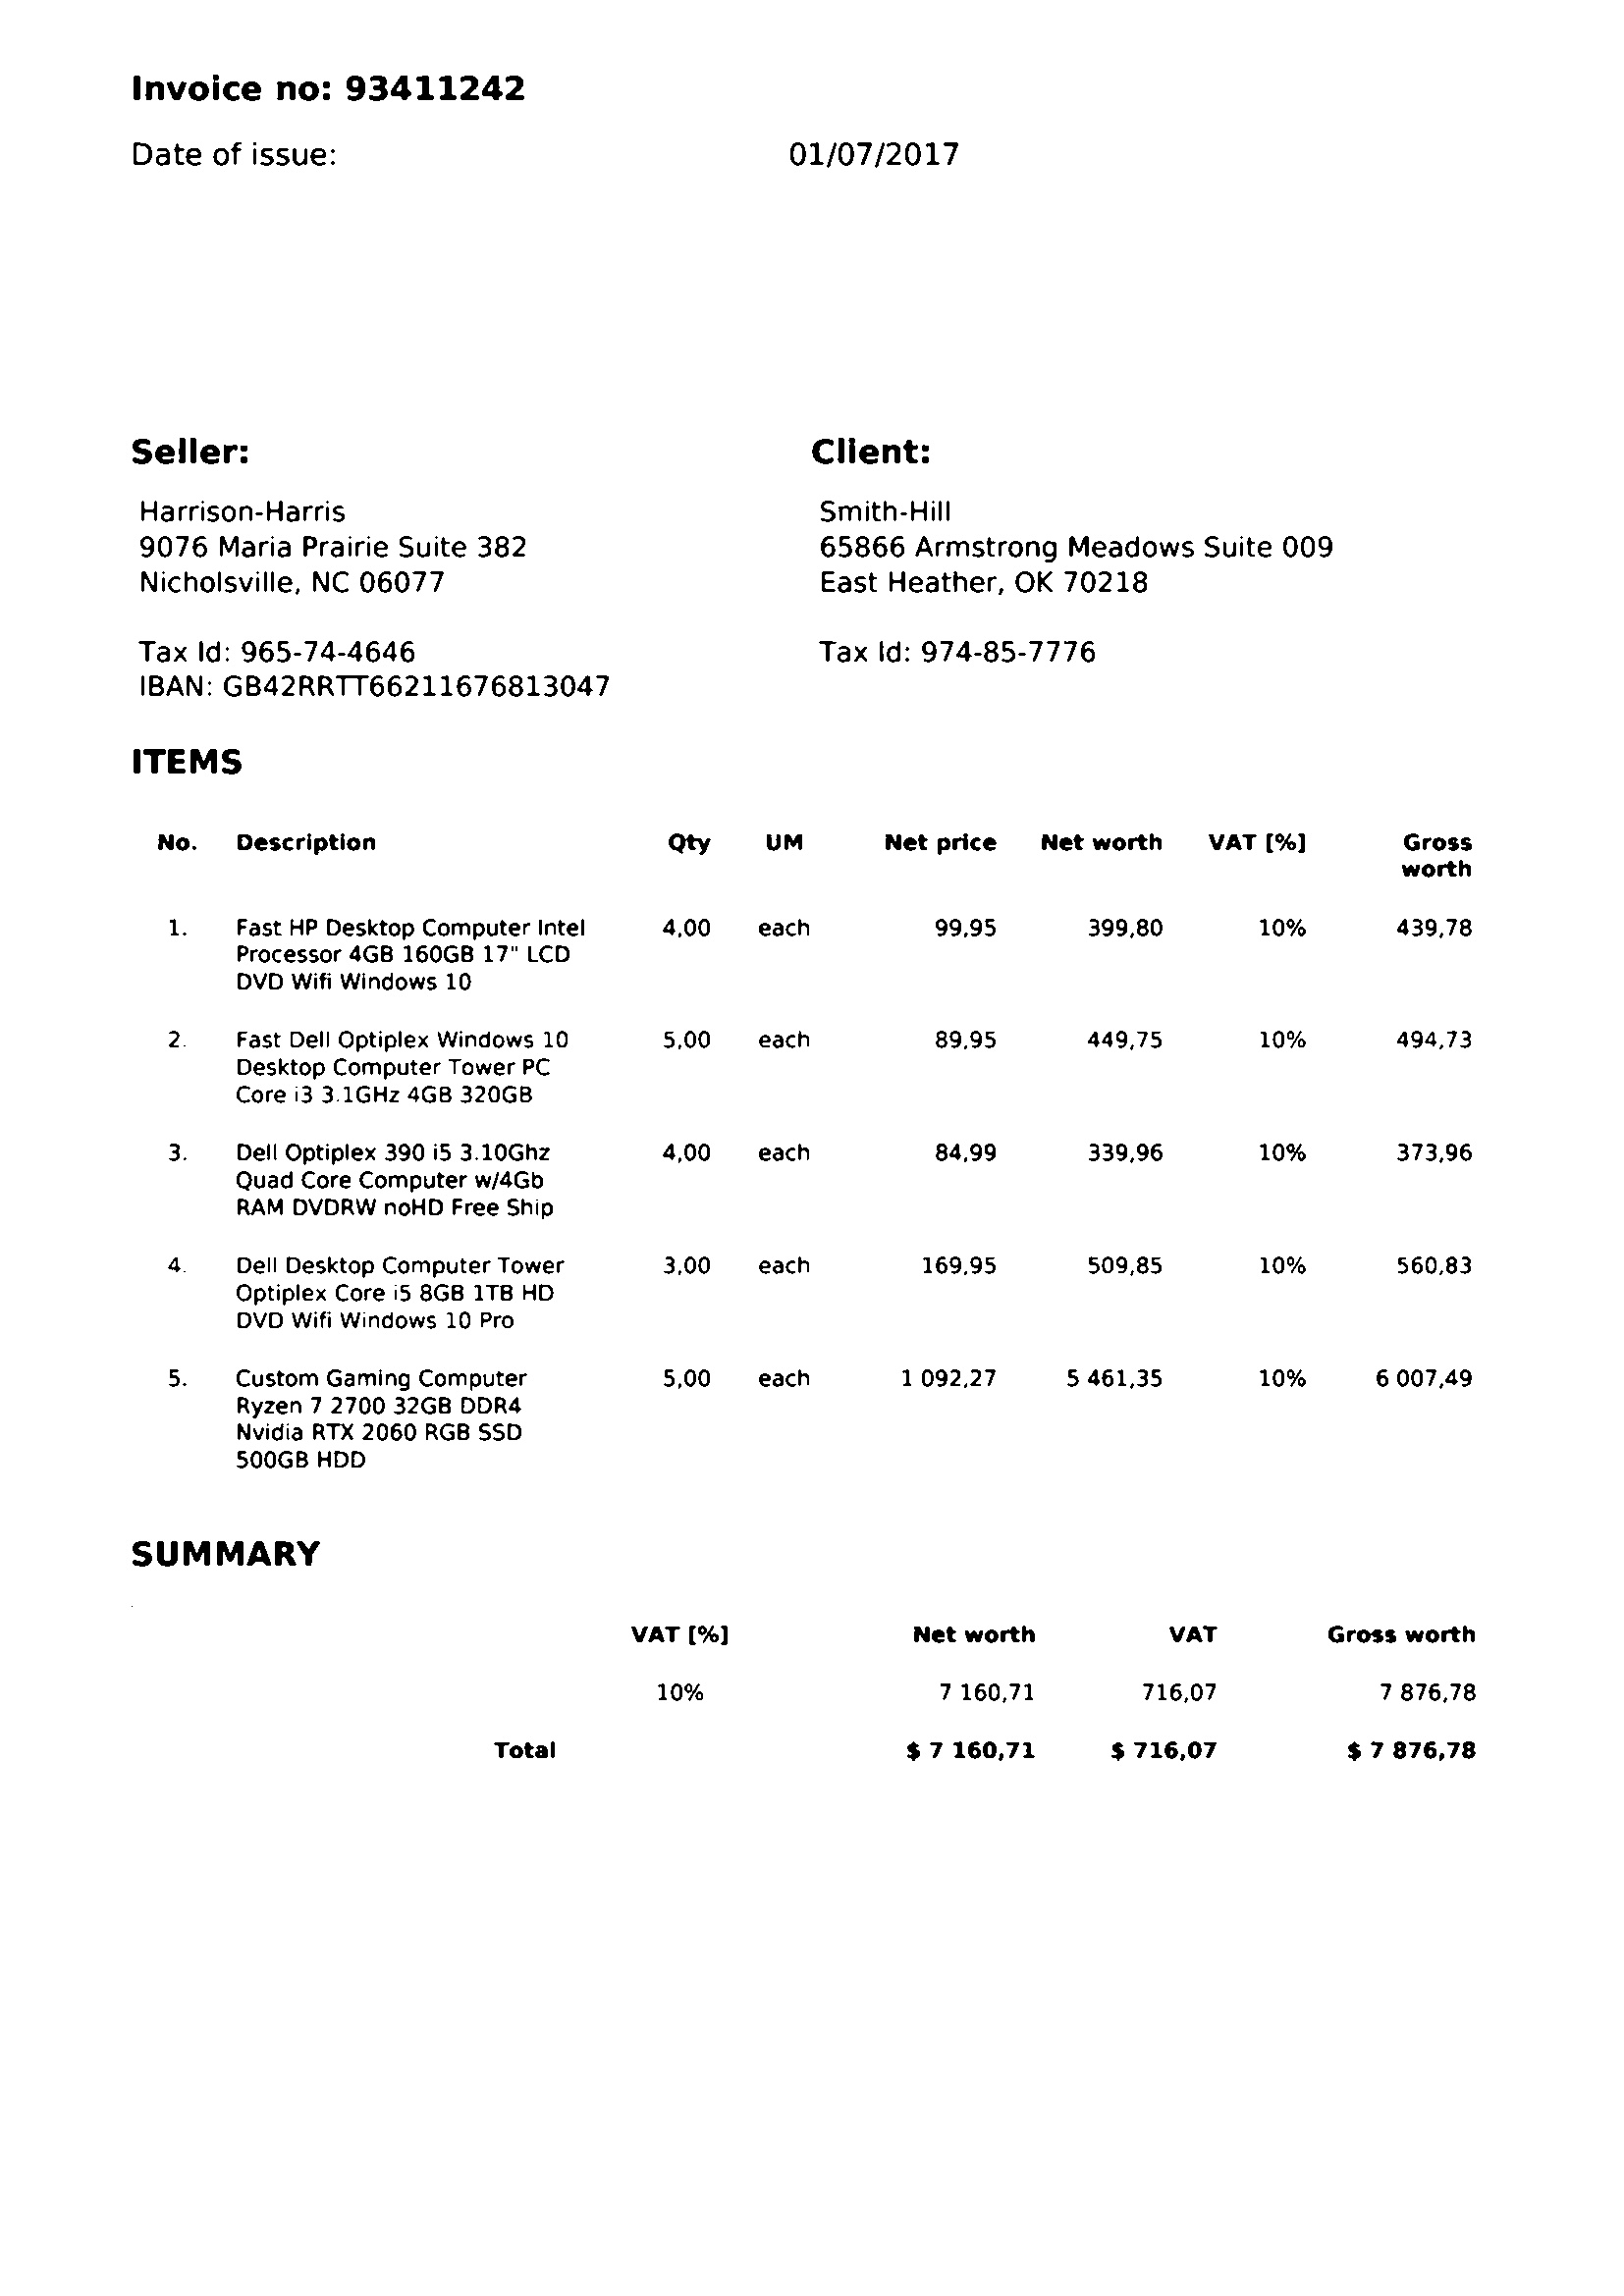 Invoice no: 93411242
Date of issue: 01/07/2017
Seller:
Harrison-Harris
9076 Maria Prairie Suite 382
Nicholsville, NC 06077
Tax Id: 965-74-4646
IBAN: GB42RRTT66211676813047
Client:
Smith-Hill
65866 Armstrong Meadows Suite 009
East Heather, OK 70218
Tax Id: 974-85-7776
ITEMS
No. Description Qty UM Net price Net worth VAT [%] Gross
worth
1. Fast HP Desktop Computer Intel 4,00 each 99,95 399,80 10% 439,78
Processor 4GB 160GB 17" LCD
DVD Wifi Windows 10
2. Fast Dell Optiplex Windows 10 5,00 each 89,95 449,75 10% 494,73
Desktop Computer Tower PC
Core i3 3.1GHz 4GB 320GB
3. Dell Optiplex 390 i5 3.10Ghz 4,00 each 84,99 339,96 10% 373,96
Quad Core Computer w/4Gb
RAM DVDRW noHD Free Ship
4. Dell Desktop Computer Tower 3,00 each 169,95 509,85 10% 560,83
Optiplex Core i5 8GB 1TB HD
DVD Wifi Windows 10 Pro
5. Custom Gaming Computer 5,00 each 1 092,27 5 461,35 10% 6 007,49
Ryzen 7 2700 32GB DDR4
Nvidia RTX 2060 RGB SSD
500GB HDD
SUMMARY
VAT [%] Net worth VAT Gross worth
10% 7 160,71 716,07 7 876,78
Total $ 7 160,71 $ 716,07 $ 7 876,78